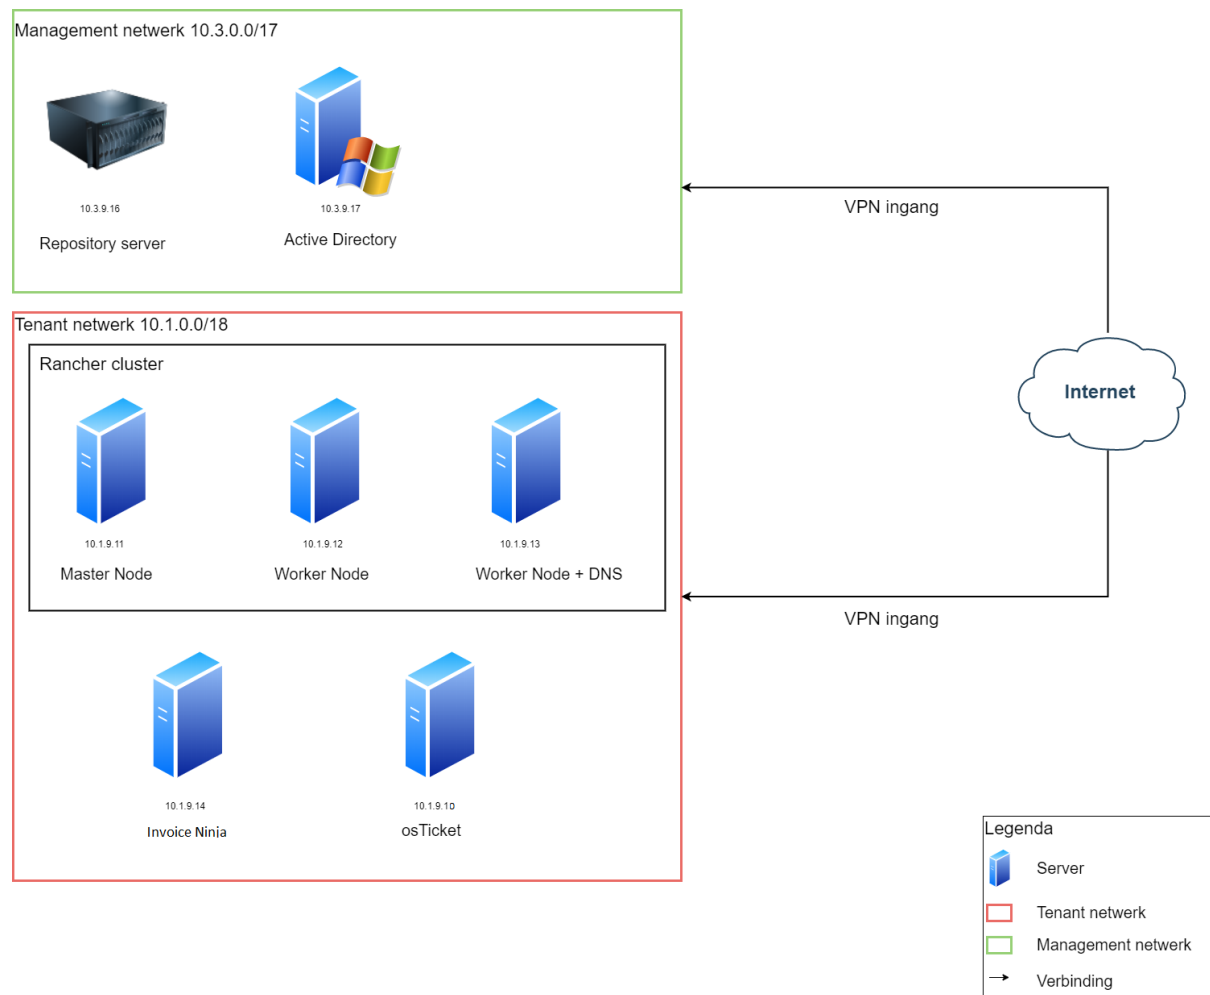 Management netwerk 10.3.0.0/17
10.3.9.16
Repository server
10.3.9.17
Active Directory
VPN ingang
Tenant netwerk 10.1.0.0/18
Rancher cluster
10.1.9.11
Master Node
10.1.9.12
Worker Node
10.1.9.13
Worker Node + DNS
Internet
VPN ingang
10.1.9.14
Invoice Ninja
10.1.9.10
osTicket
Legenda
Server
Tenant netwerk
Management netwerk
Verbinding